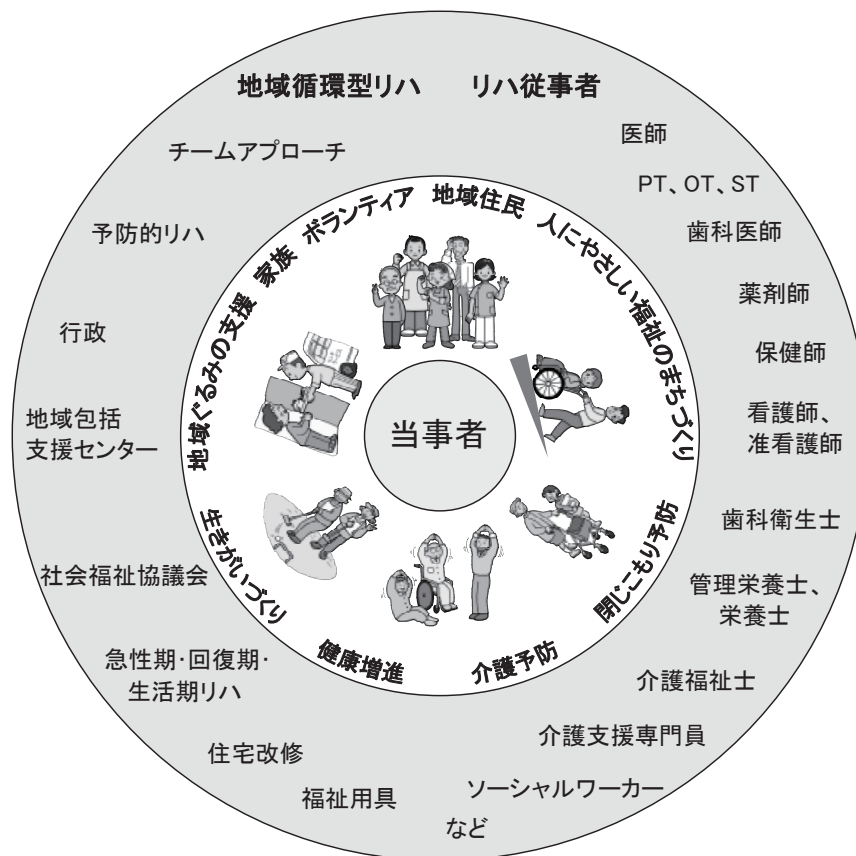 地域循環型リハ
リハ従事者
チームアプローチ
予防的リハ
行政
地域包括
支援センター
社会福祉協議会
急性期・回復期・
生活期リハ
住宅改修
福祉用具
医師
PT、OT、ST
歯科医師
薬剤師
保健師
看護師、
准看護師
歯科衛生士
管理栄養士、
栄養士
介護福祉士
介護支援専門員
ソーシャルワーカー
など
地域ぐるみの支援
家族
ボランティア
地域住民
人にやさしい福祉のまちづくり
閉じこもり予防
介護予防
健康増進
生きがいづくり
当事者